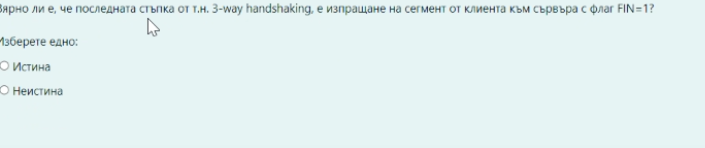 Вярно ли е, че последната стъпка от т.н. 3-way handshaking, е изпращане на сегмент от клиента към сървъра с флаг FIN=1?
Изберете едно:
Истина
Неистина